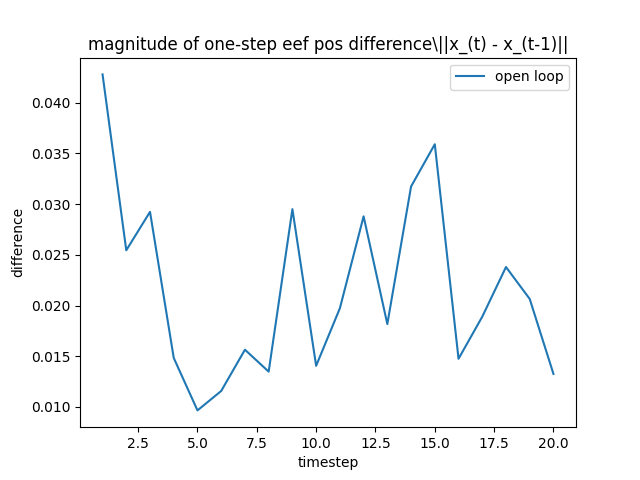 magnitude of one-step eef pos difference\||x_(t) - x_(t-1)||
open loop
0.040
0.035
0.030
0.025
0.020
0.015
0.010
difference
2.5 5.0 7.5 10.0 12.5 15.0 17.5 20.0
timestep